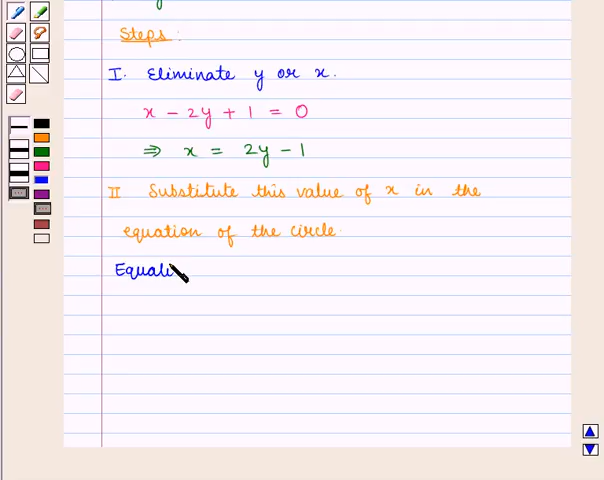 Steps :
I. Eliminate y or x.
x - 2y + 1 = 0
⇒ x = 2y - 1
II Substitute this value of x in the
equation of the circle.
Equali